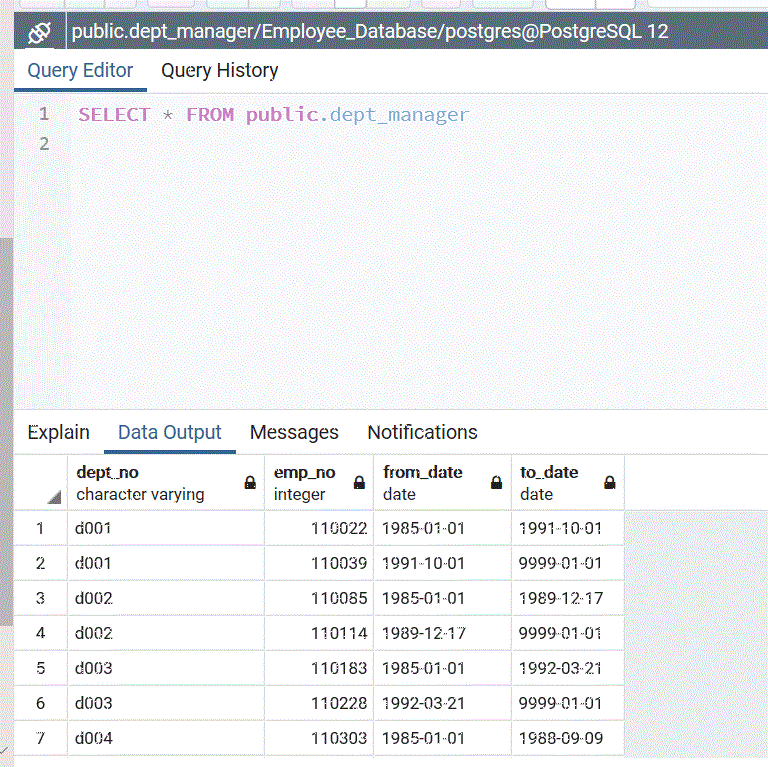 public.dept_manager/Employee_Database/postgres@PostgreSQL 12
Query Editor Query History
1 SELECT * FROM public.dept_manager
2
Explain Data Output Messages Notifications
dept_no emp_no from_date to_date
character varying integer date date
1 d001 110022 1985-01-01 1991-10-01
2 d001 110039 1991-10-01 9999-01-01
3 d002 110085 1985-01-01 1989-12-17
4 d002 110114 1989-12-17 9999-01-01
5 d003 110183 1985-01-01 1992-03-21
6 d003 110228 1992-03-21 9999-01-01
7 d004 110303 1985-01-01 1988-09-09